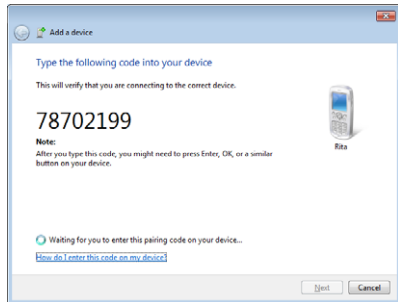 Add a device
Type the following code into your device
This will verify that you are connecting to the correct device.
78702199
Rita
Note:
After you type this code, you might need to press Enter, OK, or a similar
button on your device.
Waiting for you to enter this pairing code on your device...
How do I enter this code on my device?
Next
Cancel